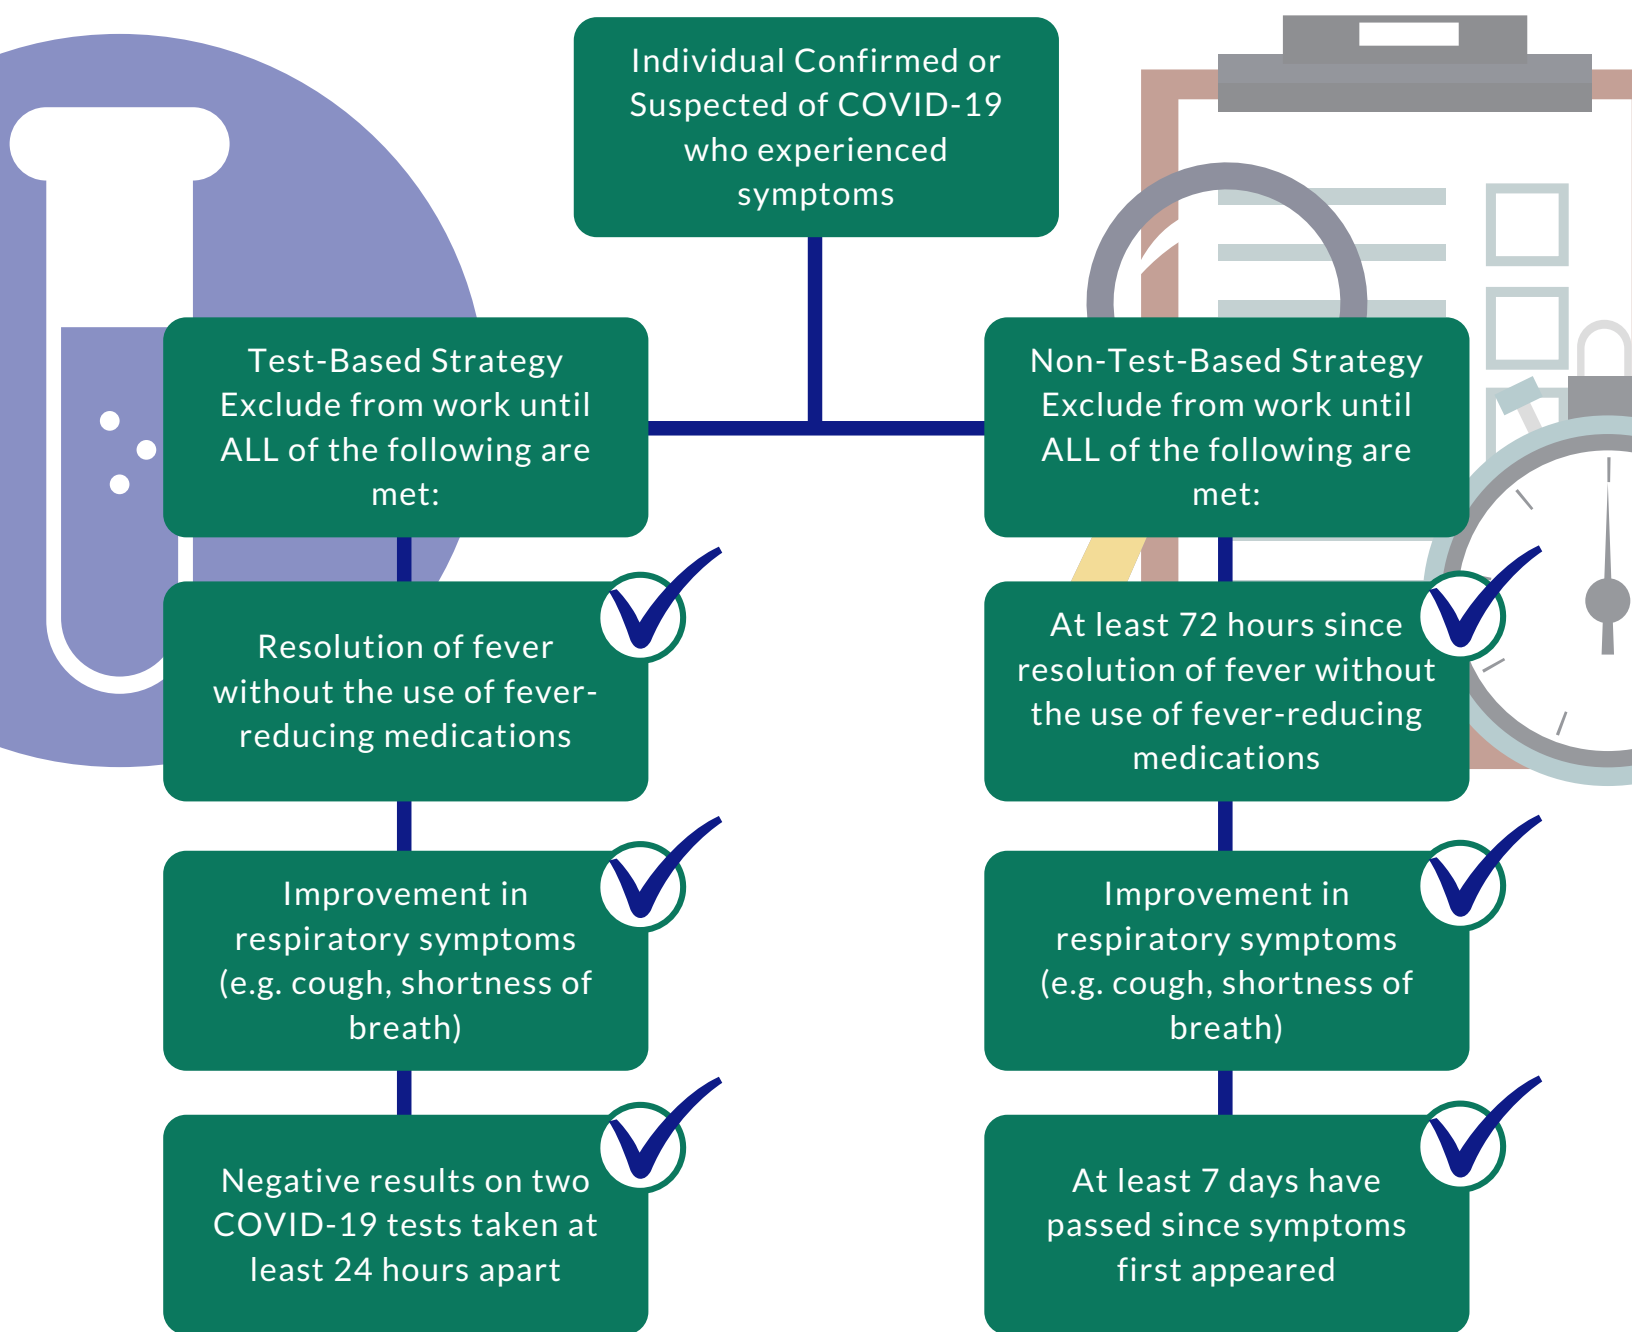 Individual Confirmed or
Suspected of COVID-19
who experienced
symptoms
Test-Based Strategy
Exclude from work until
ALL of the following are
met:
Resolution of fever
without the use of fever-
reducing medications
Improvement in
respiratory symptoms
(e.g. cough, shortness of
breath)
Negative results on two
COVID-19 tests taken at
least 24 hours apart
Non-Test-Based Strategy
Exclude from work until
ALL of the following are
met:
At least 72 hours since
resolution of fever without
the use of fever-reducing
medications
Improvement in
respiratory symptoms
(e.g. cough, shortness of
breath)
At least 7 days have
passed since symptoms
first appeared